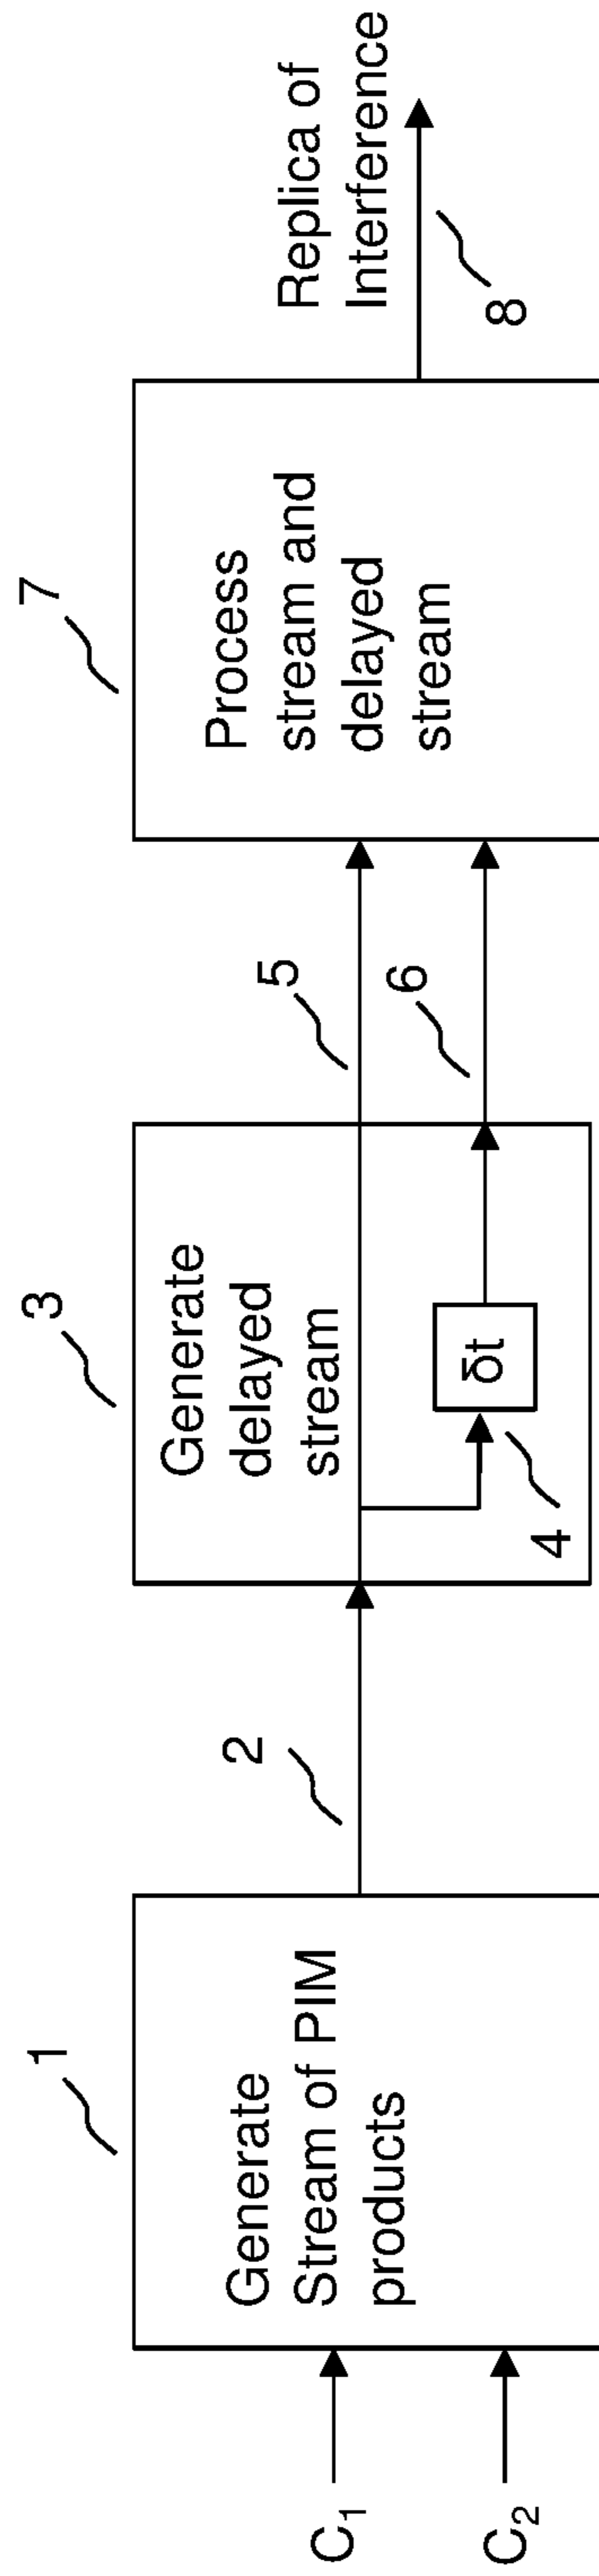 C1
C2
1
Generate
Stream of PIM
products
2
3
Generate
delayed
stream
δt
4
5
6
7
Process
stream and
delayed
stream
Replica of
Interference
8